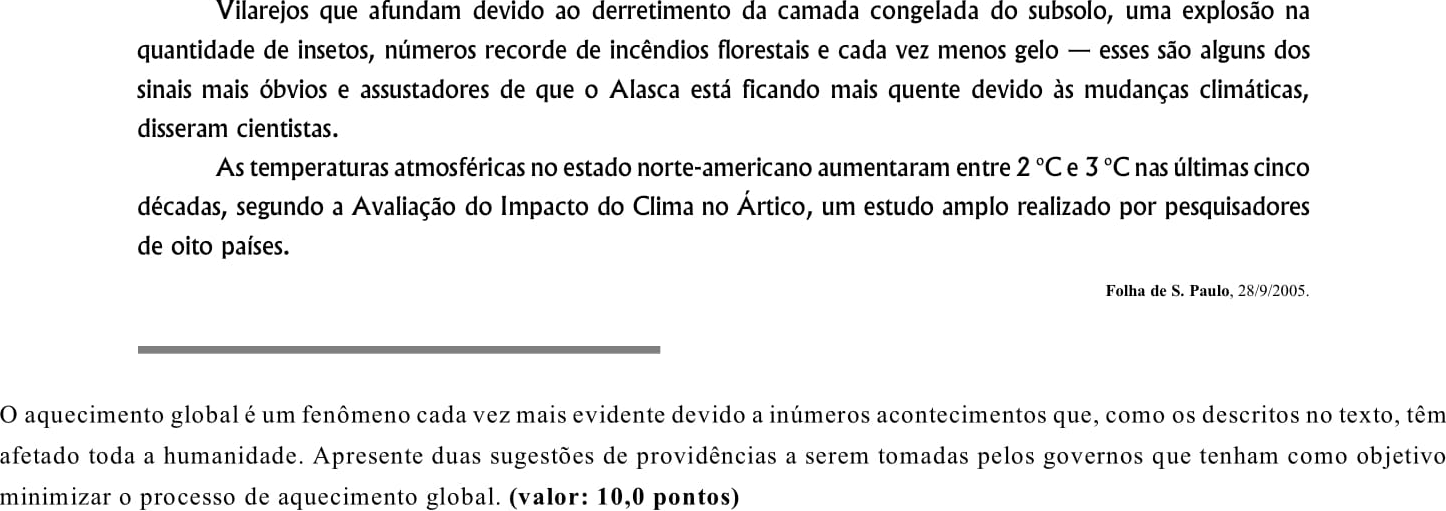 Vilarejos que afundam devido ao derretimento da camada congelada do subsolo, uma explosão na
quantidade de insetos, números recorde de incêndios florestais e cada vez menos gelo — esses são alguns dos
sinais mais óbvios e assustadores de que o Alasca está ficando mais quente devido às mudanças climáticas,
disseram cientistas.
As temperaturas atmosféricas no estado norte-americano aumentaram entre 2 ºC e 3 ºC nas últimas cinco
décadas, segundo a Avaliação do Impacto do Clima no Ártico, um estudo amplo realizado por pesquisadores
de oito países.
Folha de S. Paulo, 28/9/2005.
O aquecimento global é um fenômeno cada vez mais evidente devido a inúmeros acontecimentos que, como os descritos no texto, têm
afetado toda a humanidade. Apresente duas sugestões de providências a serem tomadas pelos governos que tenham como objetivo
minimizar o processo de aquecimento global. (valor: 10,0 pontos)